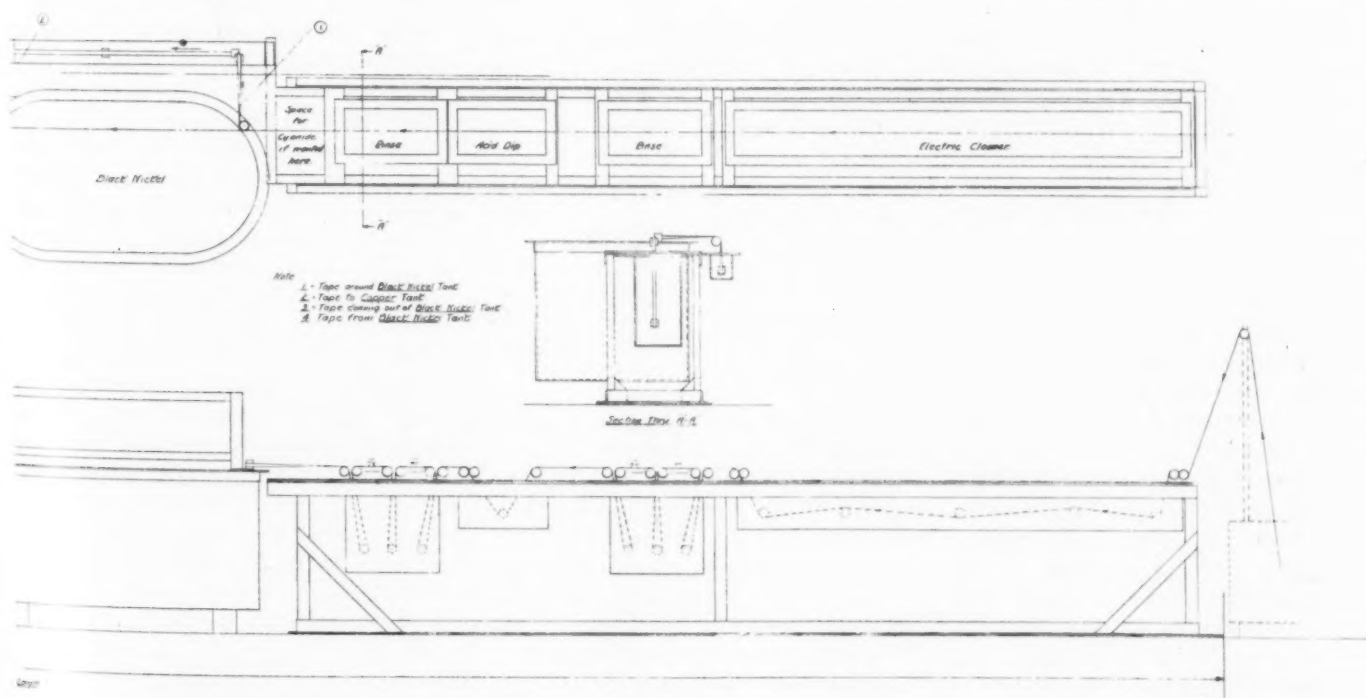 2
1
"A"
Space
for
Cyanide
if wanted
here
Rinse
Acid Dip
Rinse
Electric Cleaner
Black Nickel
"A"
Note
1 - Tape around Black Nickel Tank
2 - Tape to Copper Tank
3 - Tape coming out of Black Nickel Tank
4 Tape from Black Nickel Tank
Section Thru A-A